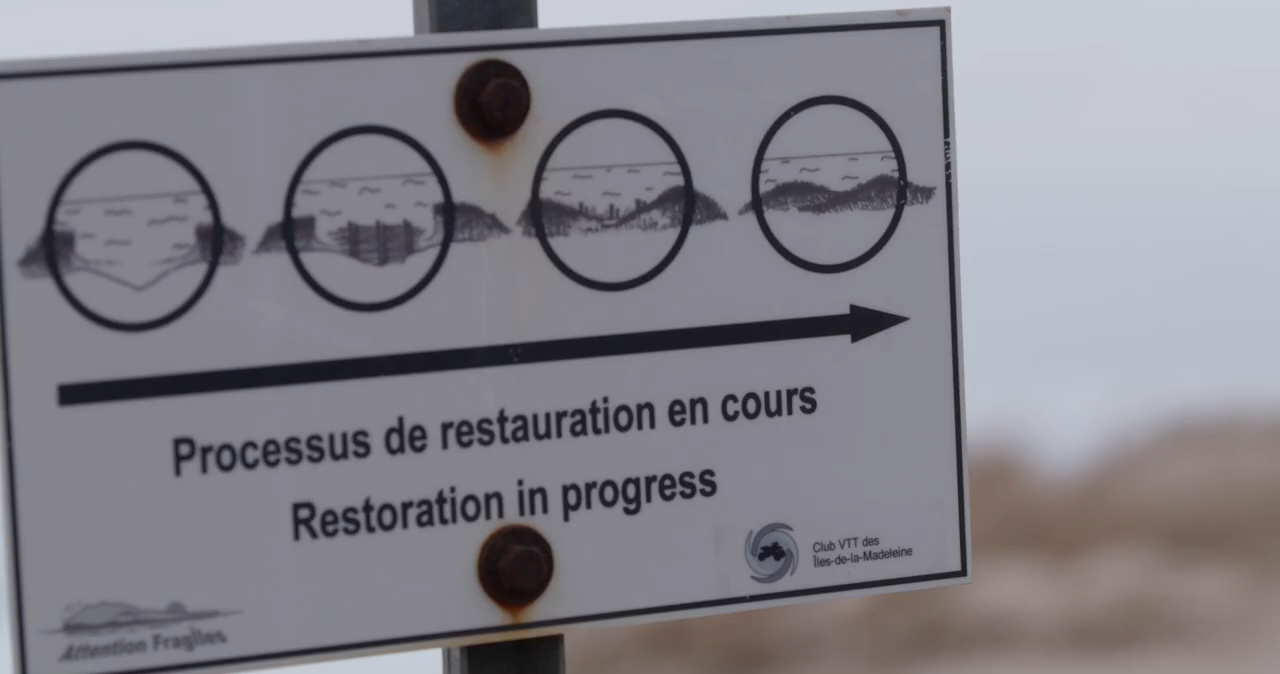 Processus de restauration en cours
Restoration in progress
Club VTT des
Îles-de-la-Madeleine
Attention Fragîles